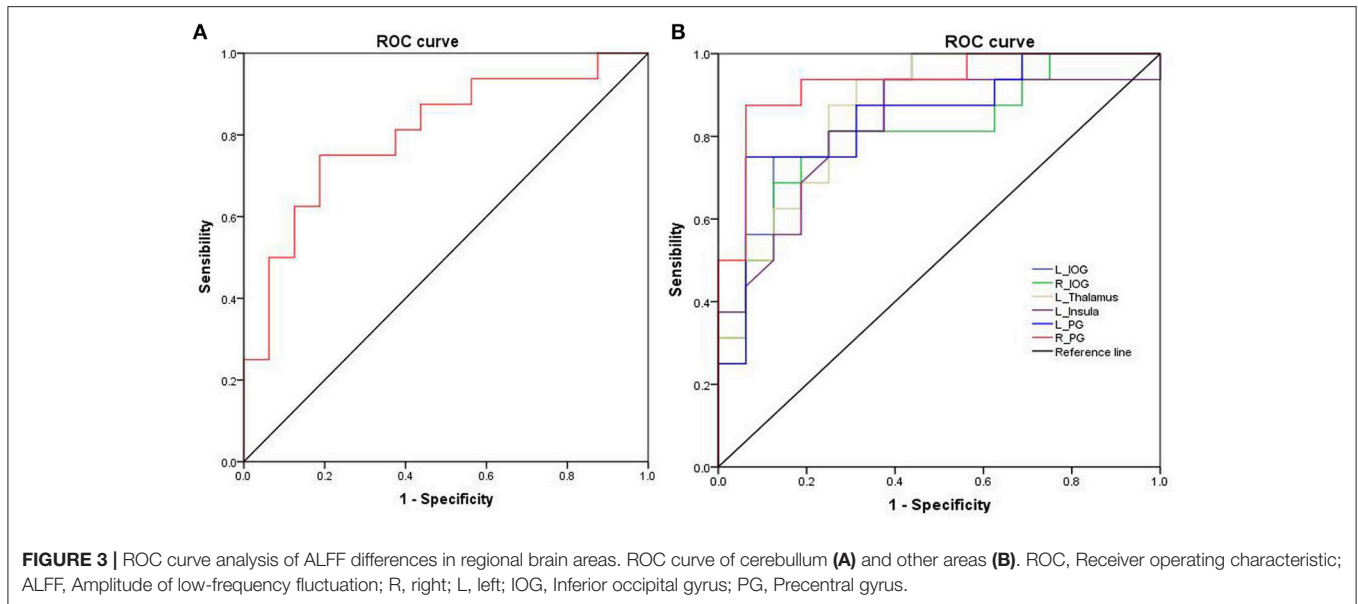 A
ROC curve
1.0
0.8
0.6
0.4
0.2
0.0
Sensibility
0.0 0.2 0.4 0.6 0.8 1.0
1 - Specificity
B
ROC curve
1.0
0.8
0.6
0.4
0.2
0.0
Sensibility
L_IOG
R_IOG
L_Thalamus
L_Insula
L_PG
R_PG
Reference line
0.0 0.2 0.4 0.6 0.8 1.0
1 - Specificity
FIGURE 3 | ROC curve analysis of ALFF differences in regional brain areas. ROC curve of cerebullum (A) and other areas (B). ROC, Receiver operating characteristic;
ALFF, Amplitude of low-frequency fluctuation; R, right; L, left; IOG, Inferior occipital gyrus; PG, Precentral gyrus.